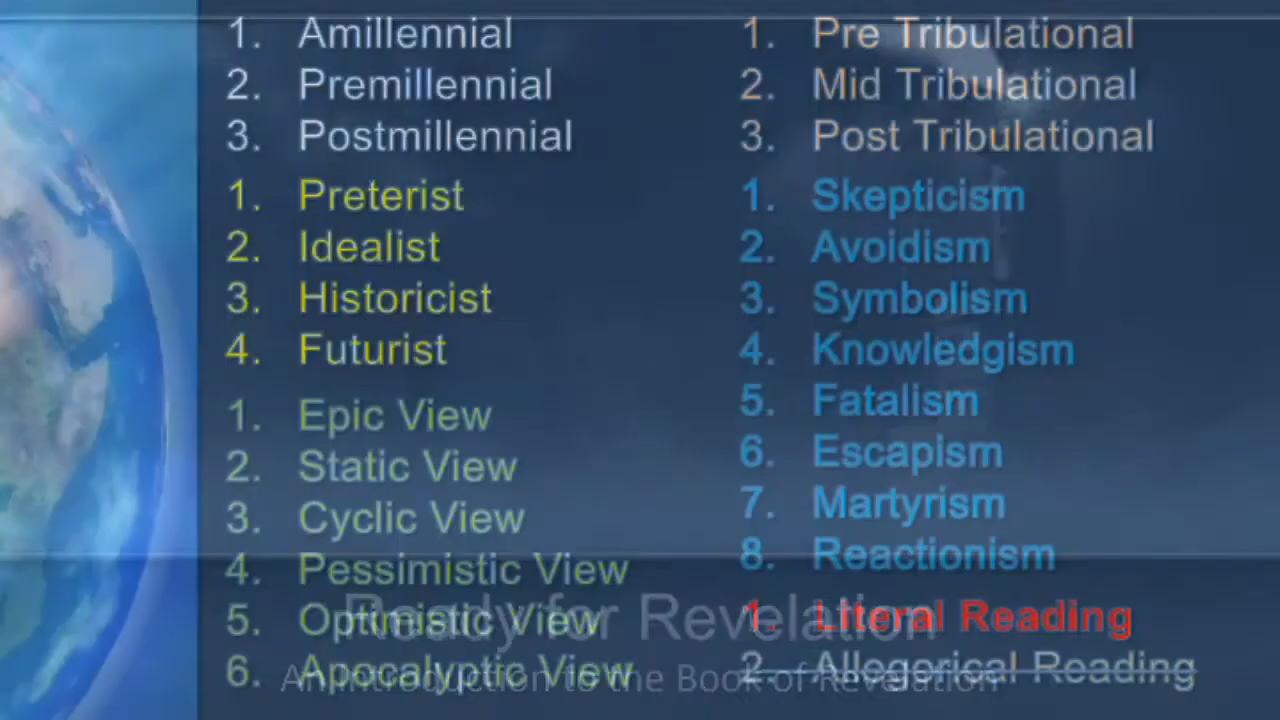 1. Amillennial
2. Premillennial
3. Postmillennial
1. Preterist
2. Idealist
3. Historicist
4. Futurist
1. Epic View
2. Static View
3. Cyclic View
4. Pessimistic View
5. Optimistic View
6. Apocalyptic View
1. Pre Tribulational
2. Mid Tribulational
3. Post Tribulational
1. Skepticism
2. Avoidism
3. Symbolism
4. Knowledgism
5. Fatalism
6. Escapism
7. Martyrism
8. Reactionism
1. Literal Reading
2. Allegorical Reading
Ready for Revelation
An Introduction to the Book of Revelation